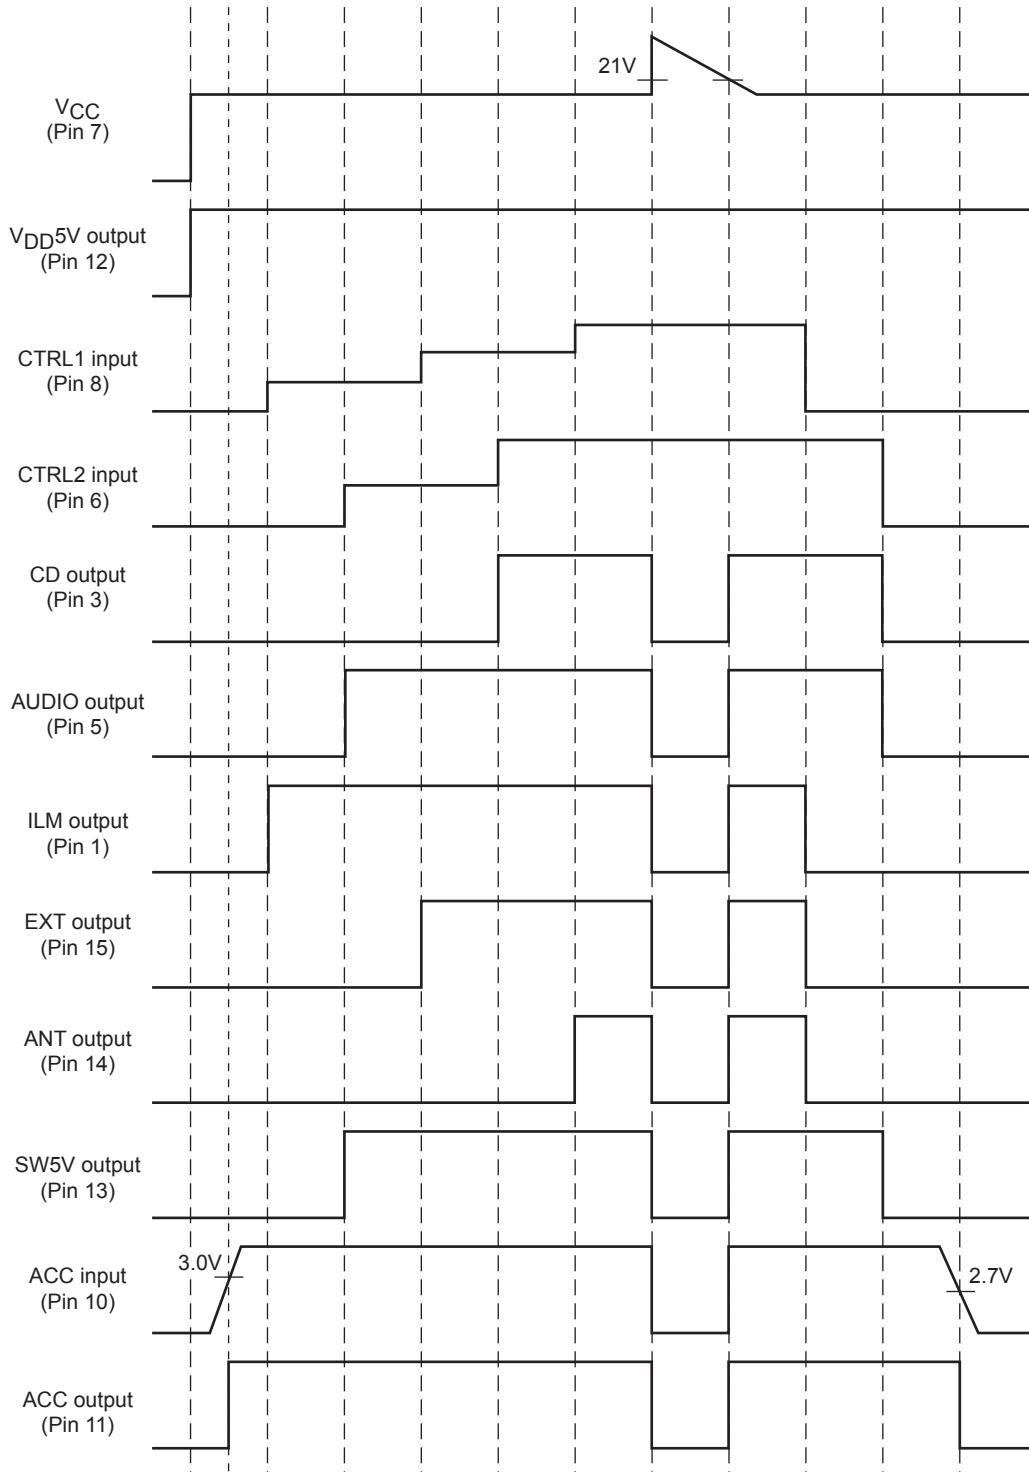 21V
VCC
(Pin 7)
VDD5V output
(Pin 12)
CTRL1 input
(Pin 8)
CTRL2 input
(Pin 6)
CD output
(Pin 3)
AUDIO output
(Pin 5)
ILM output
(Pin 1)
EXT output
(Pin 15)
ANT output
(Pin 14)
SW5V output
(Pin 13)
3.0V
ACC input
(Pin 10)
2.7V
ACC output
(Pin 11)